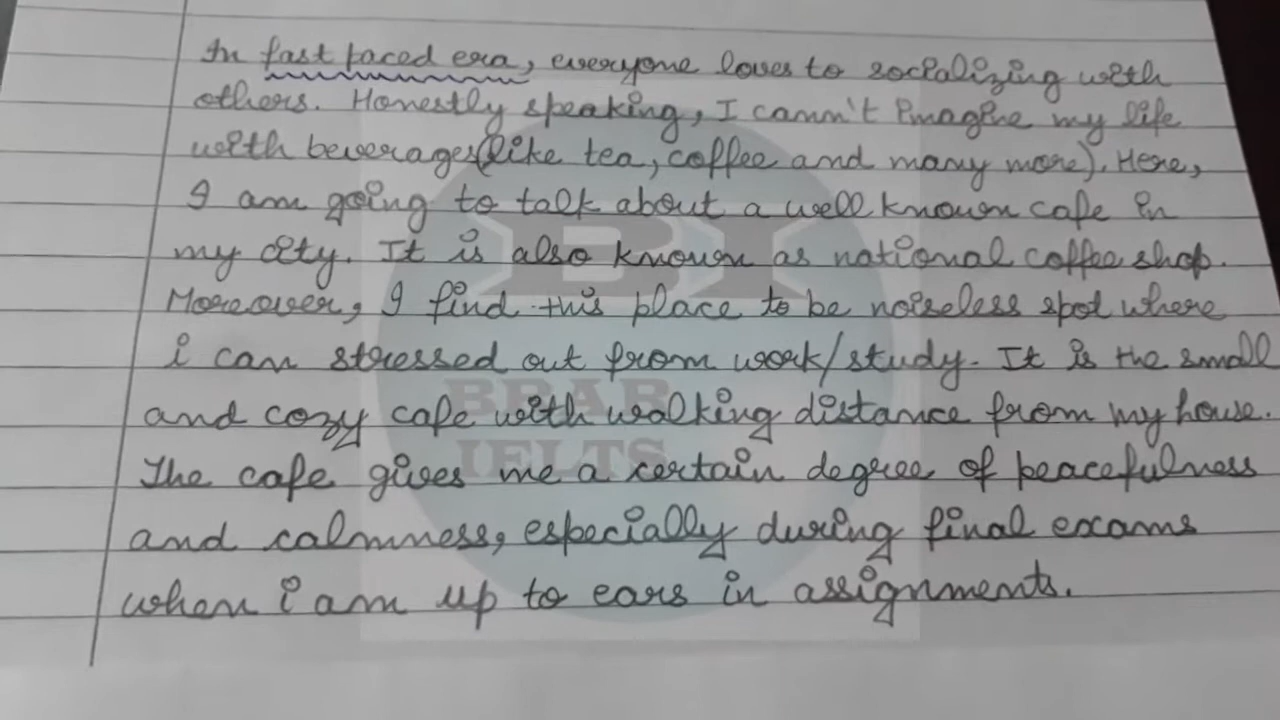 In fast paced era, everyone loves to socializing with
others. Honestly speaking, I cann't imagine my life
with beverages(like tea, coffee and many more). Here,
I am going to talk about a well known cafe in
my city. It is also known as national coffee shop.
Moreover, I find this place to be noiseless spot where
i can stressed out from work/study. It is the small
and cozy cafe with walking distance from my house.
The cafe gives me a certain degree of peacefulness
and calmness, especially during final exams
when i am up to ears in assignments.
BI
BRAR
IELTS